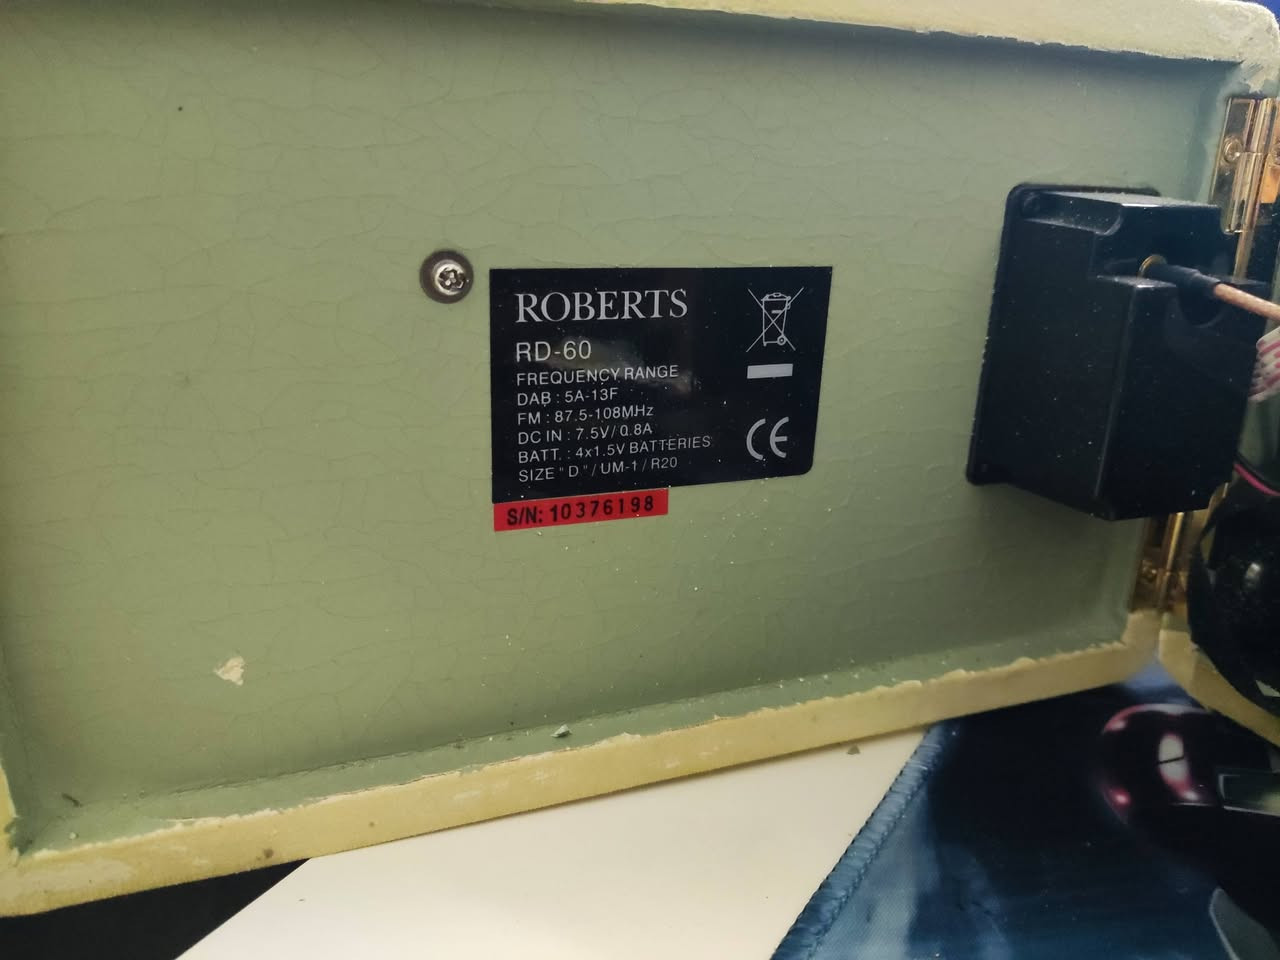 ROBERTS
RD-60
FREQUENCY RANGE
DAB : 5A-13F
FM : 87.5-108MHz
DC IN : 7.5V / 0.8A
BATT. : 4x1.5V BATTERIES
SIZE " D " / UM-1 / R20
CE
S/N: 10376198